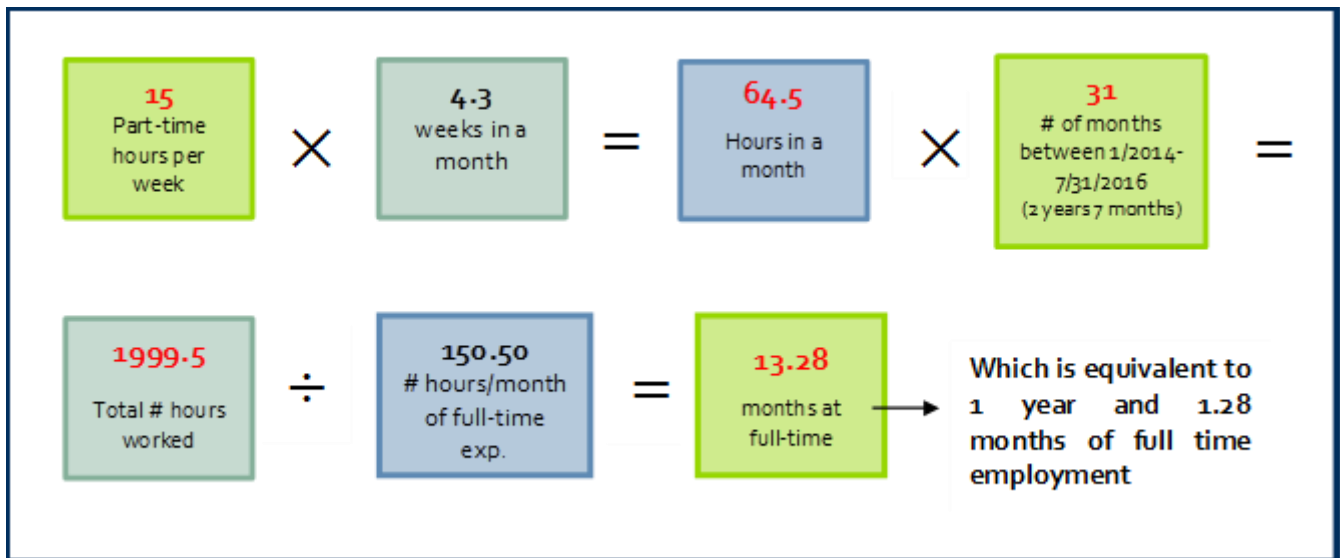 15
Part-time
hours per
week
×
4.3
weeks in a
month
=
64.5
Hours in a
month
×
31
# of months
between 1/2014-
7/31/2016
(2 years 7 months)
=
1999.5
Total # hours
worked
÷
150.50
# hours/month
of full-time
exp.
=
13.28
months at
full-time
Which is equivalent to
1 year and 1.28
months of full time
employment